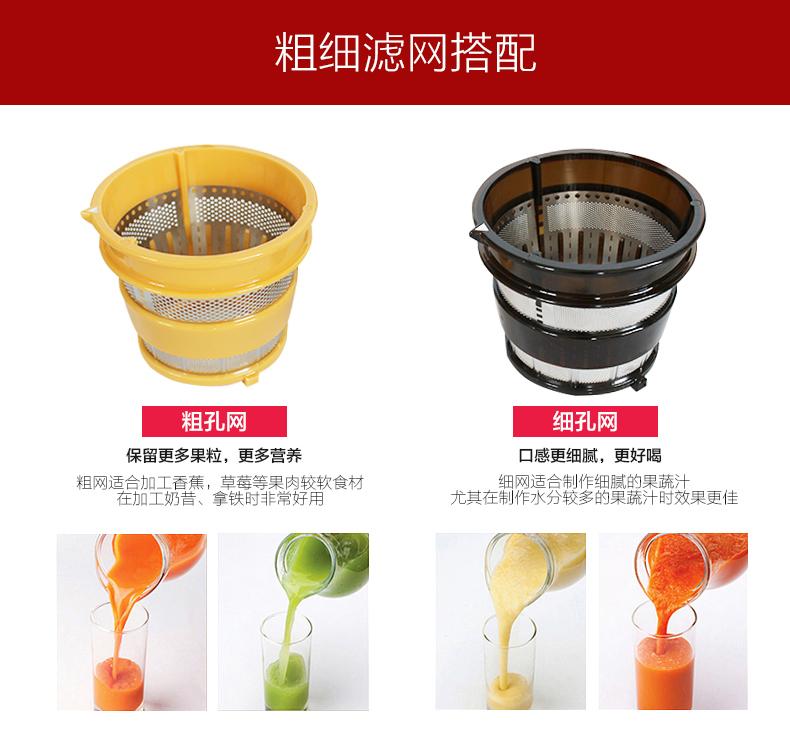 粗细滤网搭配
粗孔网
保留更多果粒，更多营养
粗网适合加工香蕉，草莓等果肉较软食材
在加工奶昔、拿铁时非常好用
细孔网
口感更细腻，更好喝
细网适合制作细腻的果蔬汁
尤其在制作水分较多的果蔬汁时效果更佳